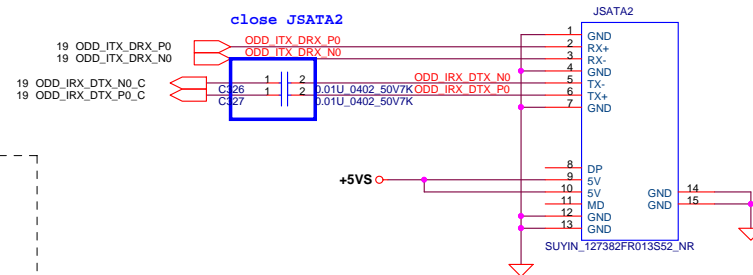 close JSATA2
JSATA2
19 ODD_ITX_DRX_P0
ODD_ITX_DRX_P0
19 ODD_ITX_DRX_N0
ODD_ITX_DRX_N0
19 ODD_IRX_DTX_N0_C
1 2
ODD_IRX_DTX_N0
C326
0.01U_0402_50V7K
19 ODD_IRX_DTX_P0_C
1 2
ODD_IRX_DTX_P0
C327
0.01U_0402_50V7K
1 GND
2 RX+
3 RX-
4 GND
5 TX-
6 TX+
7 GND
+5VS
8 DP
9 5V
10 5V
11 MD
12 GND
13 GND
GND 14
GND 15
SUYIN_127382FR013S52_NR